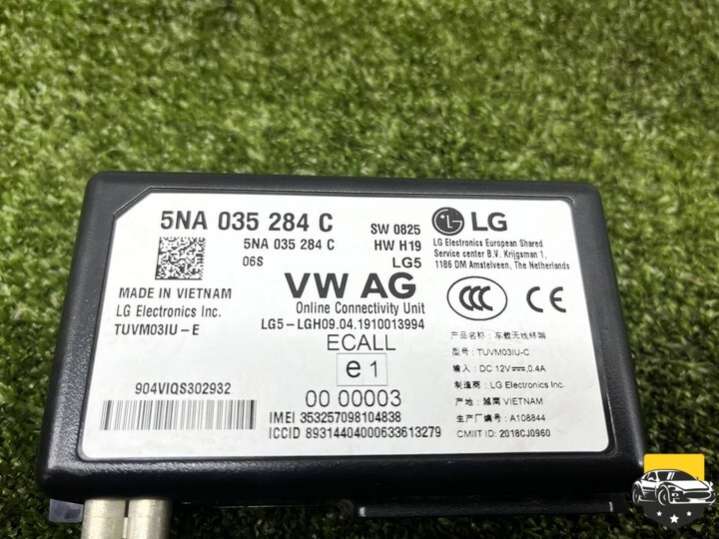 5NA 035 284 C
5NA 035 284 C
06S
SW 0825
HW H19
LG5
LG
LG Electronics European Shared
Service center B.V. Krijgsman 1,
1186 DM Amstelveen, The Netherlands
MADE IN VIETNAM
LG Electronics Inc.
TUVM03IU-E
904VIQS302932
VW AG
Online Connectivity Unit
LG5-LGH09.04.1910013994
ECALL
e1
00 00003
IMEI 353257098104838
ICCID 89314404000633613279
CCC CE
产品名称: 车载无线终端
型号: TUVM03IU-C
输入: DC 12V⎓, 0.4A
制造商: LG Electronics Inc.
产地: 越南 VIETNAM
生产厂编号: A108844
CMIIT ID: 2018CJ0960